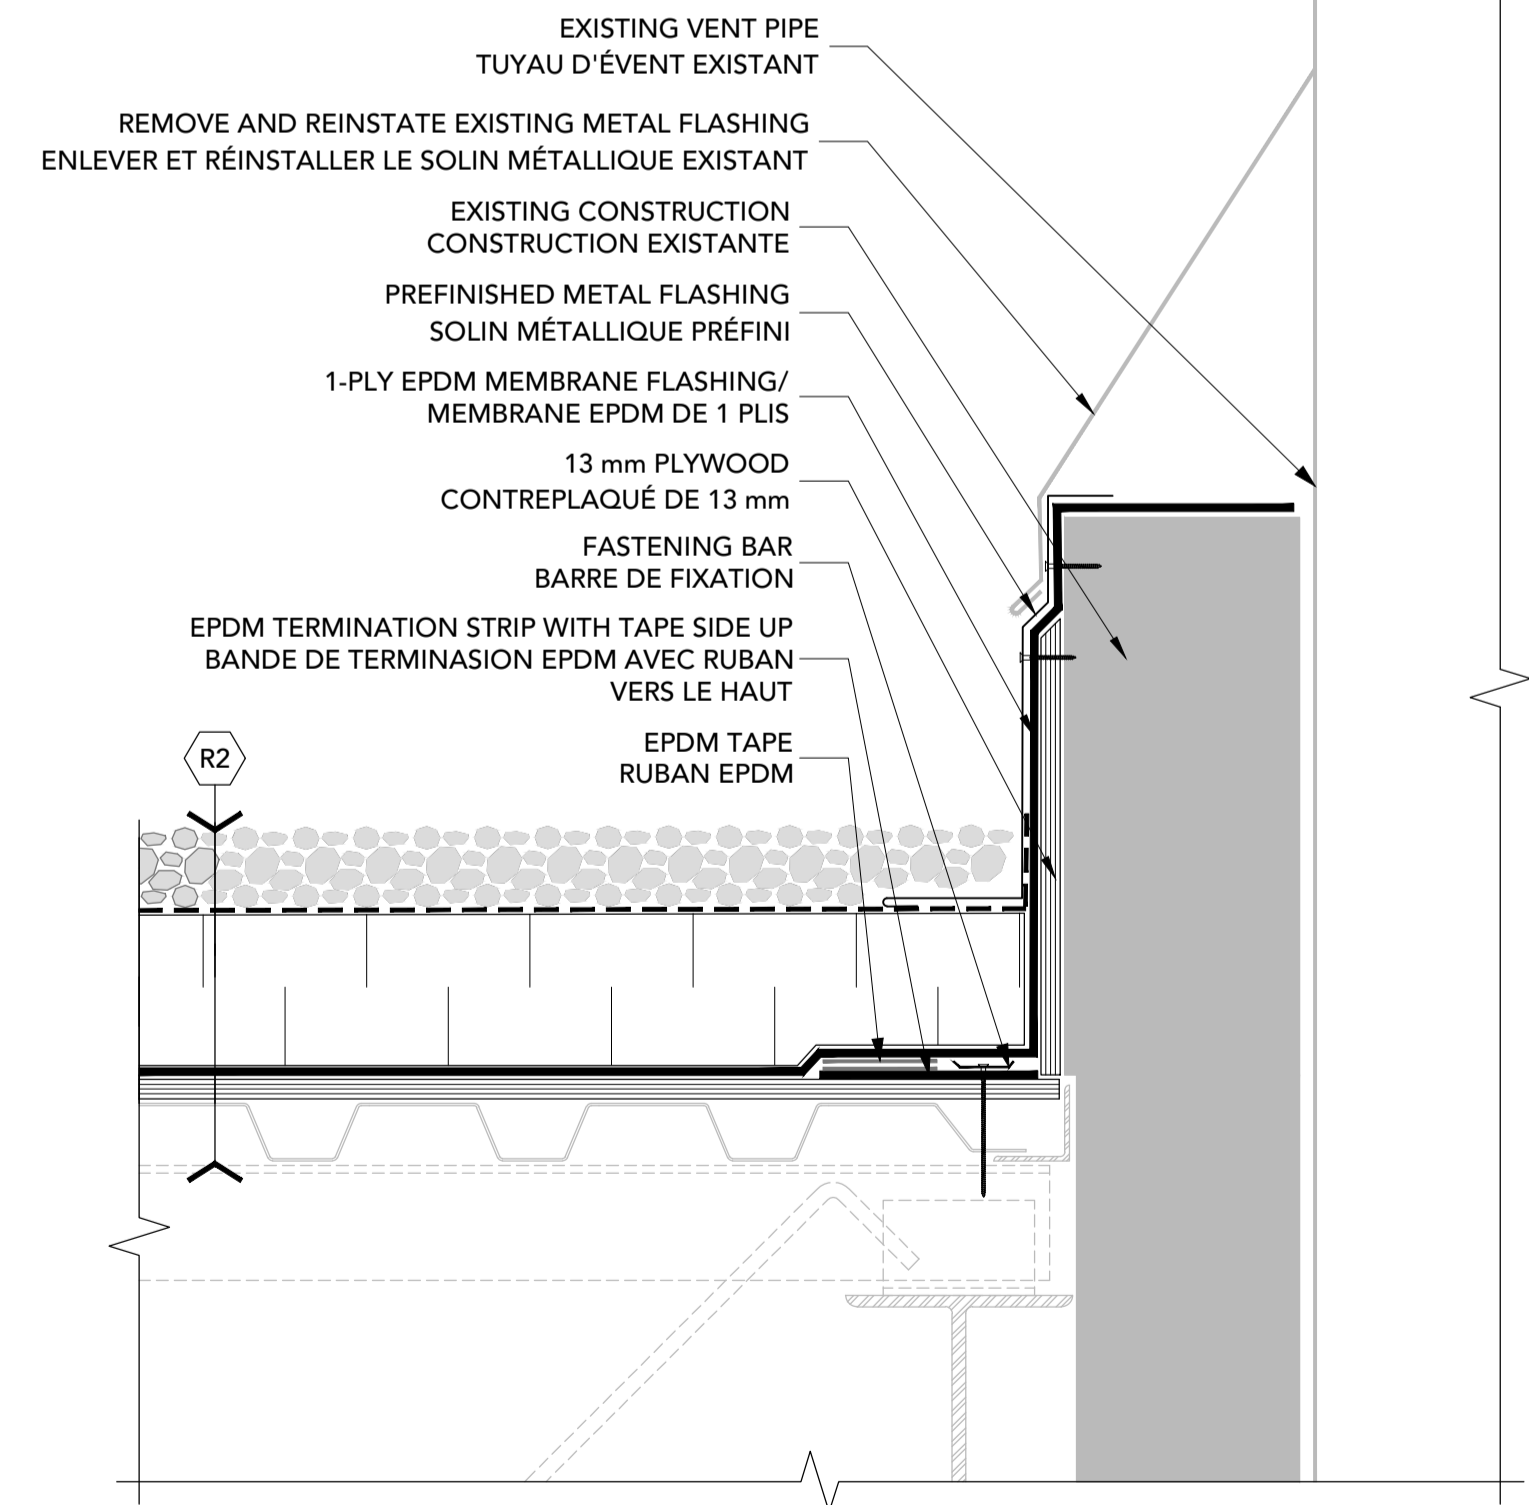 EXISTING VENT PIPE
TUYAU D'ÉVENT EXISTANT
REMOVE AND REINSTATE EXISTING METAL FLASHING
ENLEVER ET RÉINSTALLER LE SOLIN MÉTALLIQUE EXISTANT
EXISTING CONSTRUCTION
CONSTRUCTION EXISTANTE
PREFINISHED METAL FLASHING
SOLIN MÉTALLIQUE PRÉFINI
1-PLY EPDM MEMBRANE FLASHING/
MEMBRANE EPDM DE 1 PLIS
13 mm PLYWOOD
CONTREPLAQUÉ DE 13 mm
FASTENING BAR
BARRE DE FIXATION
EPDM TERMINATION STRIP WITH TAPE SIDE UP
BANDE DE TERMINASION EPDM AVEC RUBAN
VERS LE HAUT
EPDM TAPE
RUBAN EPDM
R2